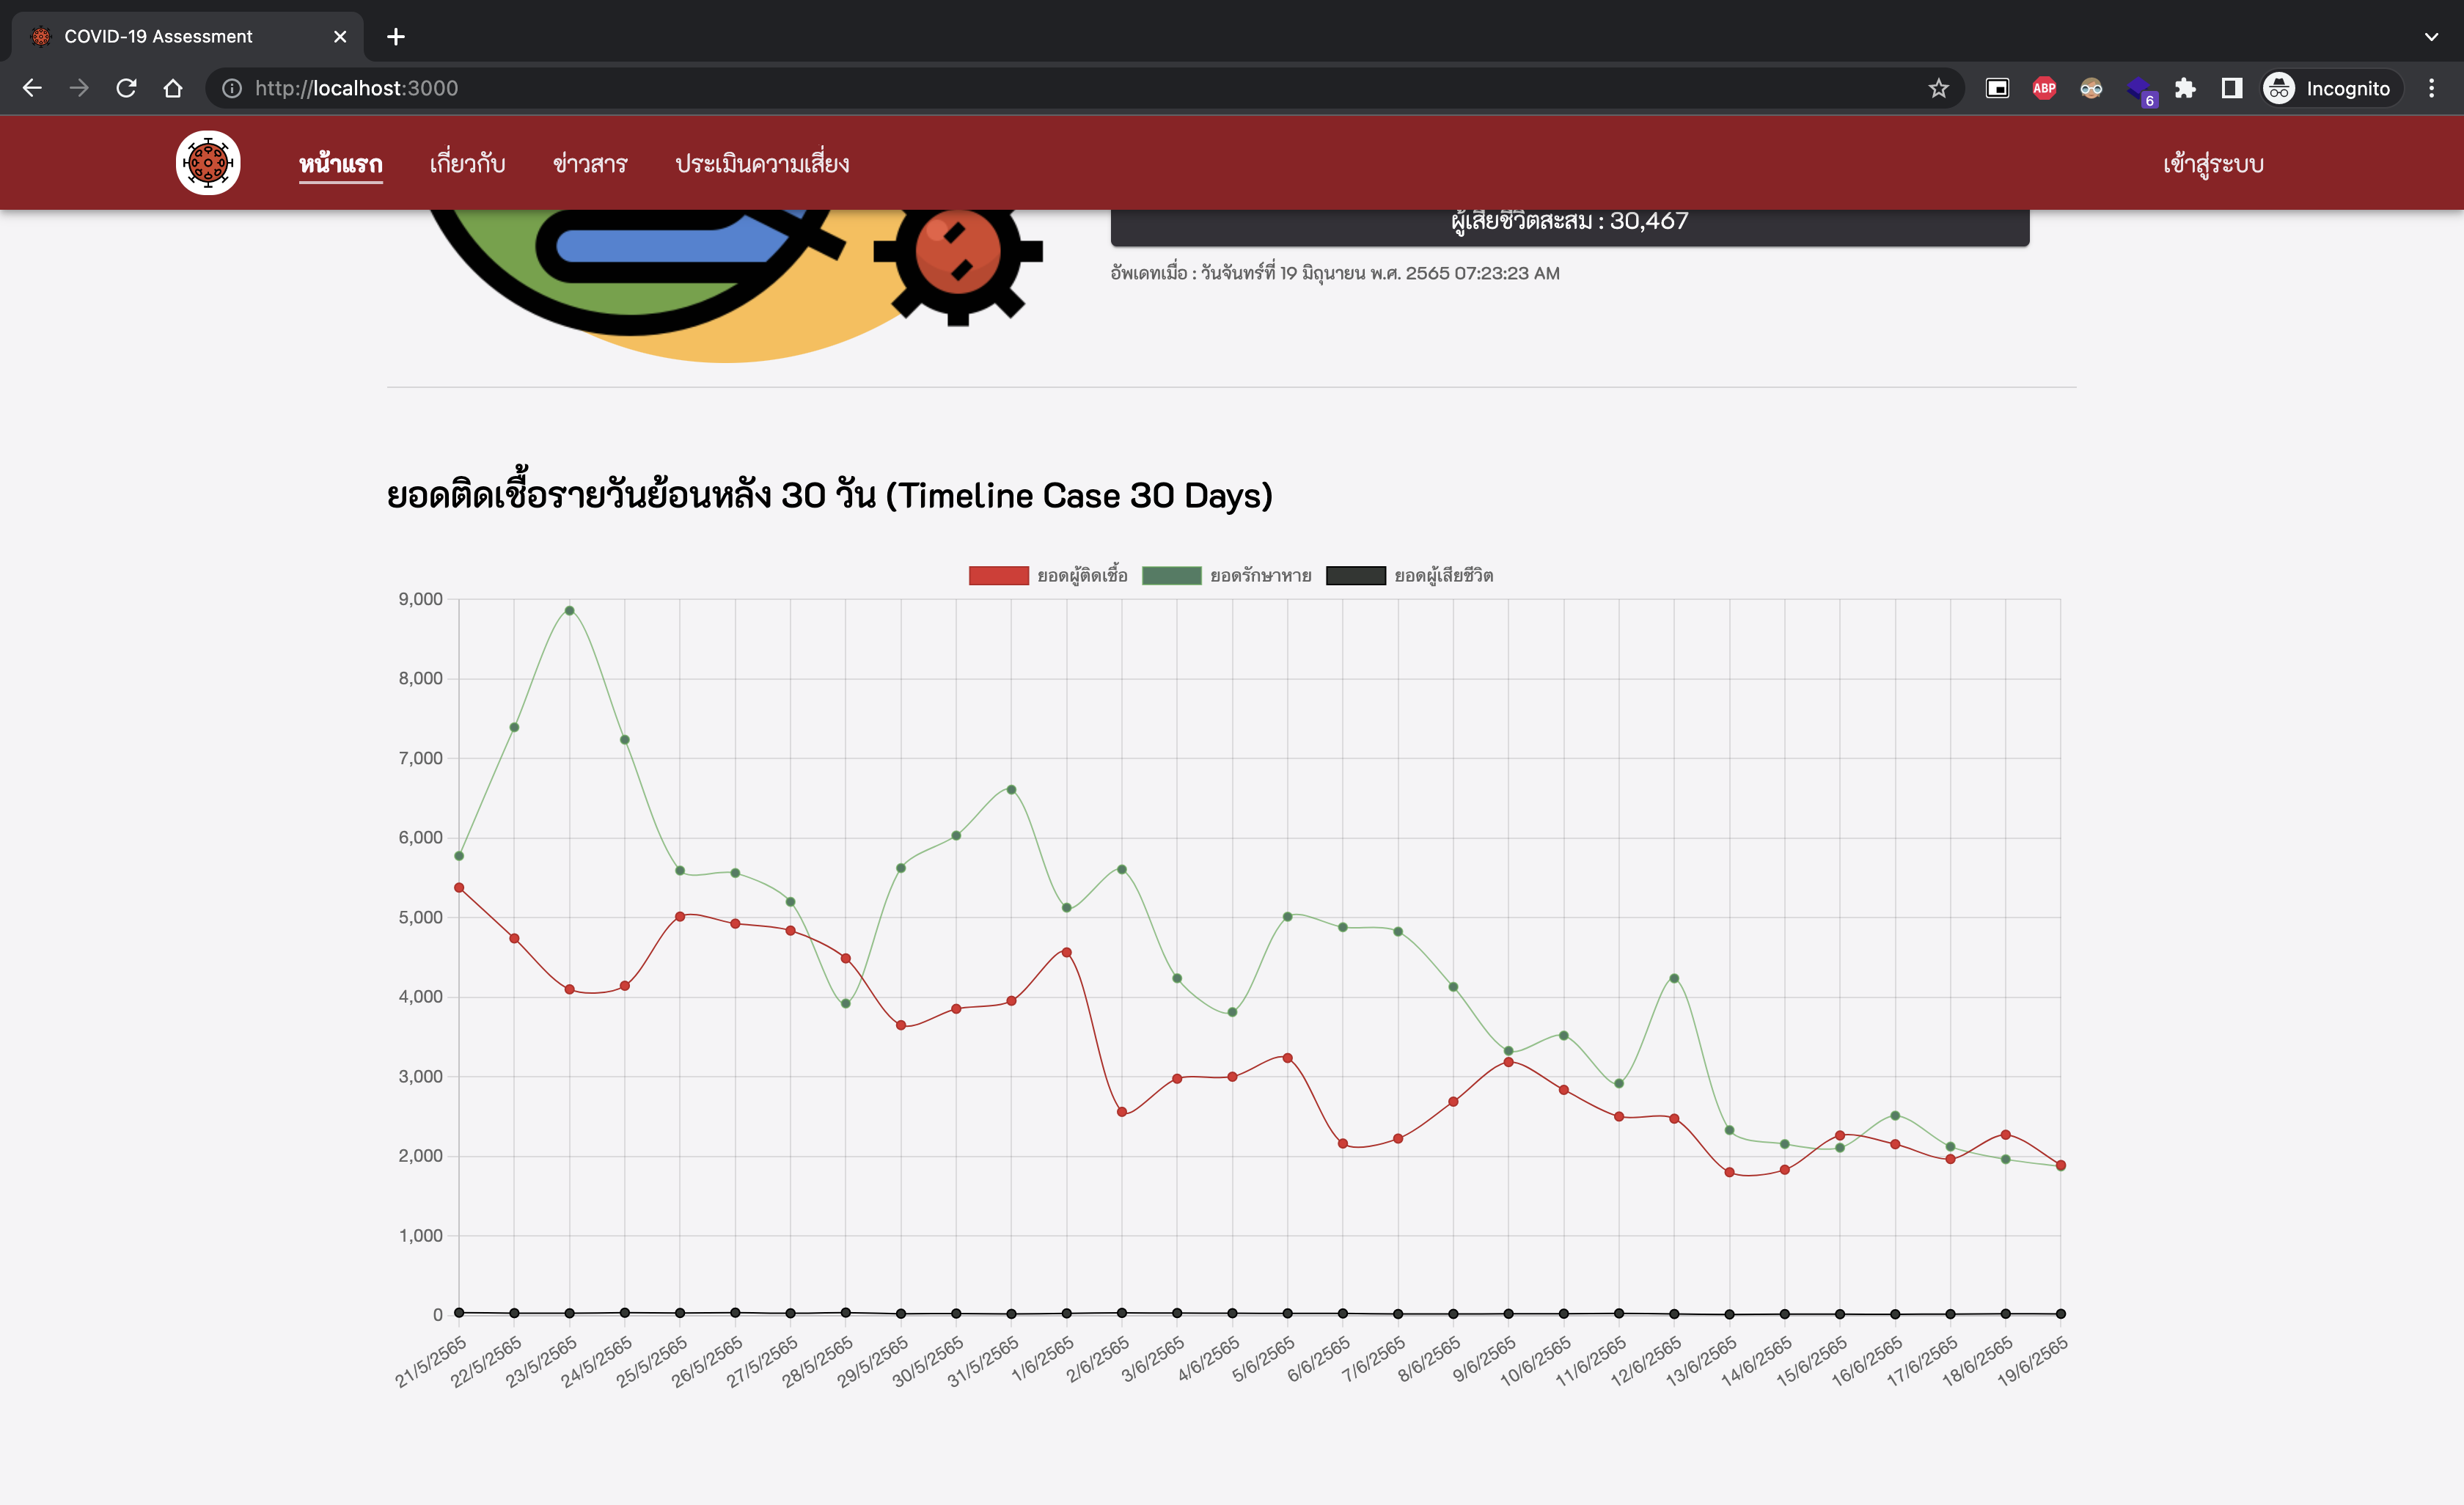 COVID-19 Assessment
http://localhost:3000
ABP
6
Incognito
หน้าแรก
เกี่ยวกับ
ข่าวสาร
ประเมินความเสี่ยง
เข้าสู่ระบบ
ผู้เสียชีวิตสะสม : 30,467
อัพเดทเมื่อ : วันจันทร์ที่ 19 มิถุนายน พ.ศ. 2565 07:23:23 AM
ยอดติดเชื้อรายวันย้อนหลัง 30 วัน (Timeline Case 30 Days)
ยอดผู้ติดเชื้อ
ยอดรักษาหาย
ยอดผู้เสียชีวิต
9,000
8,000
7,000
6,000
5,000
4,000
3,000
2,000
1,000
0
21/5/2565
22/5/2565
23/5/2565
24/5/2565
25/5/2565
26/5/2565
27/5/2565
28/5/2565
29/5/2565
30/5/2565
31/5/2565
1/6/2565
2/6/2565
3/6/2565
4/6/2565
5/6/2565
6/6/2565
7/6/2565
8/6/2565
9/6/2565
10/6/2565
11/6/2565
12/6/2565
13/6/2565
14/6/2565
15/6/2565
16/6/2565
17/6/2565
18/6/2565
19/6/2565